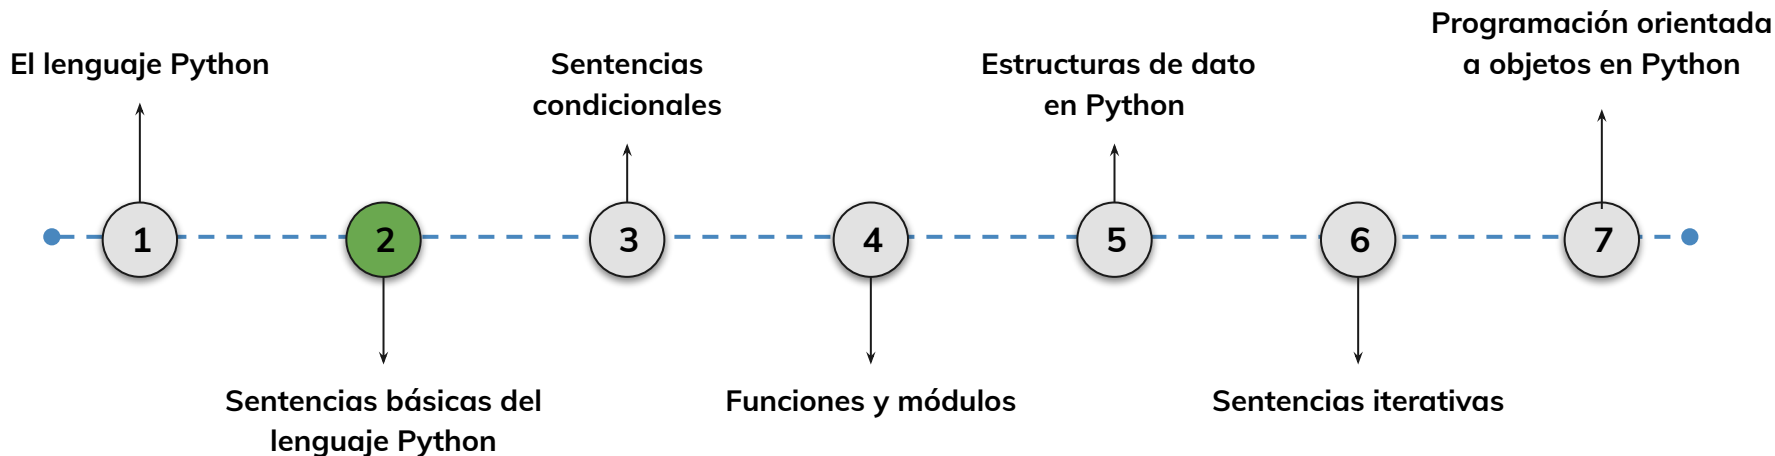 Programación orientada
a objetos en Python
El lenguaje Python
Sentencias
condicionales
Estructuras de dato
en Python
1
2
3
4
5
6
7
Sentencias básicas del
lenguaje Python
Funciones y módulos
Sentencias iterativas